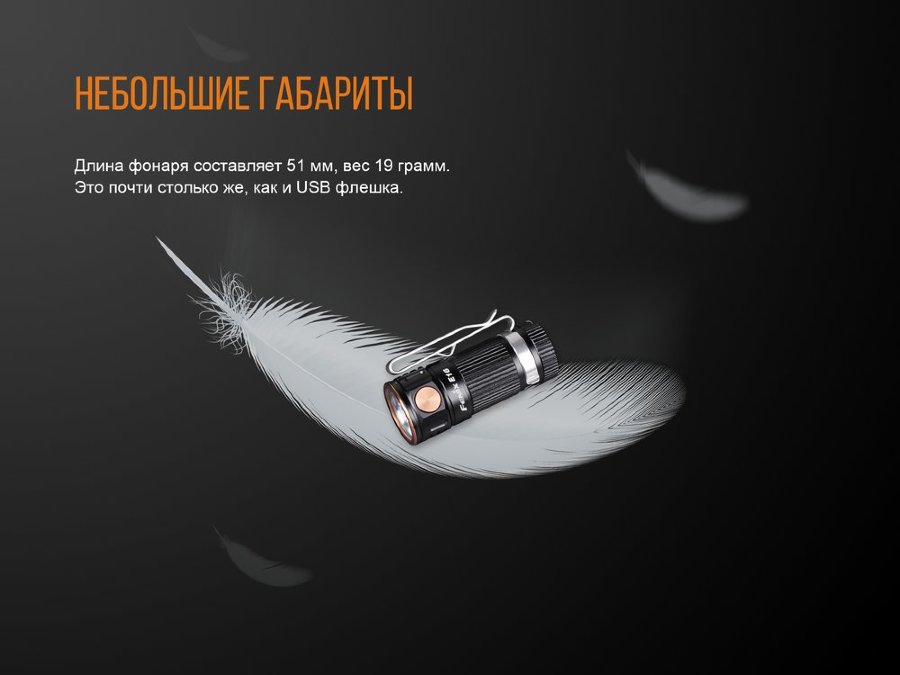 НЕБОЛЬШИЕ ГАБАРИТЫ
Длина фонаря составляет 51 мм, вес 19 грамм.
Это почти столько же, как и USB флешка.
Fenix E16